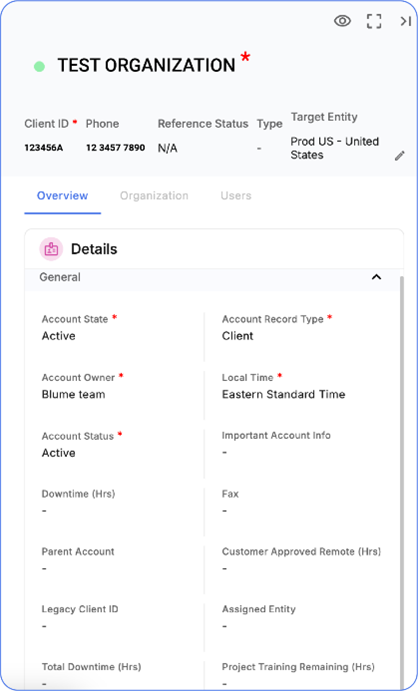 TEST ORGANIZATION *
Client ID * Phone Reference Status Type Target Entity
123456A 12 3457 7890 N/A - Prod US - United
States
Overview Organization Users
Details
General
Account State * Account Record Type *
Active Client
Account Owner * Local Time *
Blume team Eastern Standard Time
Account Status * Important Account Info
Active -
Downtime (Hrs) Fax
- -
Parent Account Customer Approved Remote (Hrs)
- -
Legacy Client ID Assigned Entity
- -
Total Downtime (Hrs) Project Training Remaining (Hrs)
- -